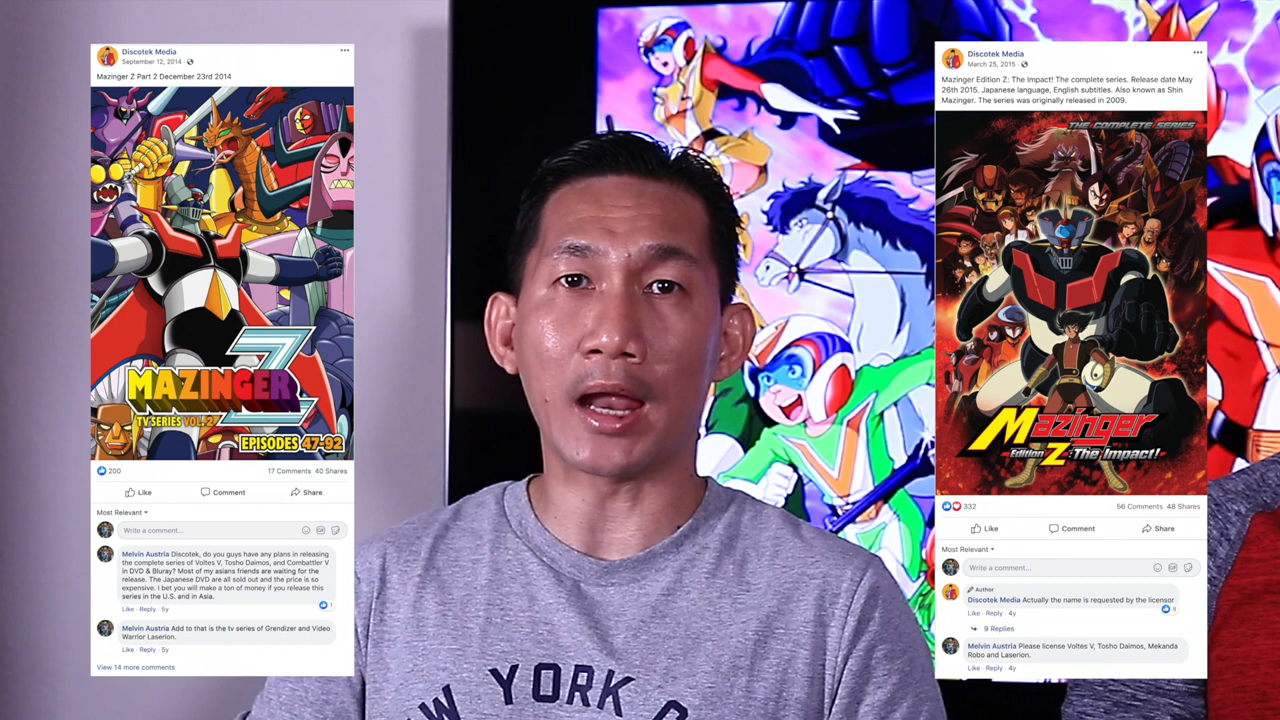 Discotek Media
September 12, 2014
Mazinger Z Part 2 December 23rd 2014
MAZINGER
Z
TV SERIES VOL.2
EPISODES 47-92
200
17 Comments 40 Shares
Like Comment Share
Most Relevant
Write a comment...
Melvin Austria Discotek, do you guys have any plans in releasing
the complete series of Voltes V, Tosho Daimos, and Combattler V
in DVD & Bluray? Most of my asians friends are waiting for the
release. The Japanese DVD are all sold out and the price is so
expensive. I bet you will make a ton of money if you release this
series in the U.S. and in Asia.
1
Like · Reply · 5y
Melvin Austria Add to that is the tv series of Grendizer and Video
Warrior Laserion.
Like · Reply · 5y
View 14 more comments
W YORK
Discotek Media
March 25, 2015
Mazinger Edition Z: The Impact! The complete series. Release date May
26th 2015. Japanese language, English subtitles. Also known as Shin
Mazinger. The series was originally released in 2009.
THE COMPLETE SERIES
Mazinger
Edition Z: The Impact!
332
56 Comments 48 Shares
Like Comment Share
Most Relevant
Write a comment...
Author
Discotek Media Actually the name is requested by the licensor
8
Like · Reply · 4y
9 Replies
Melvin Austria Please license Voltes V, Tosho Daimos, Mekanda
Robo and Laserion.
Like · Reply · 4y